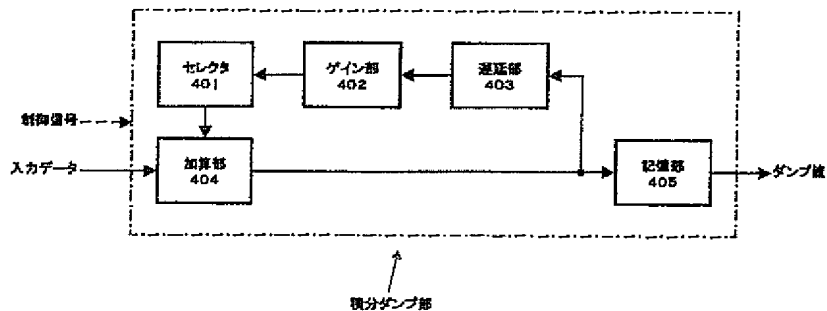 セレクタ
401
ゲイン部
402
遅延部
403
制御信号
入力データ
加算部
404
記憶部
405
ダンプ値
積分ダンプ部